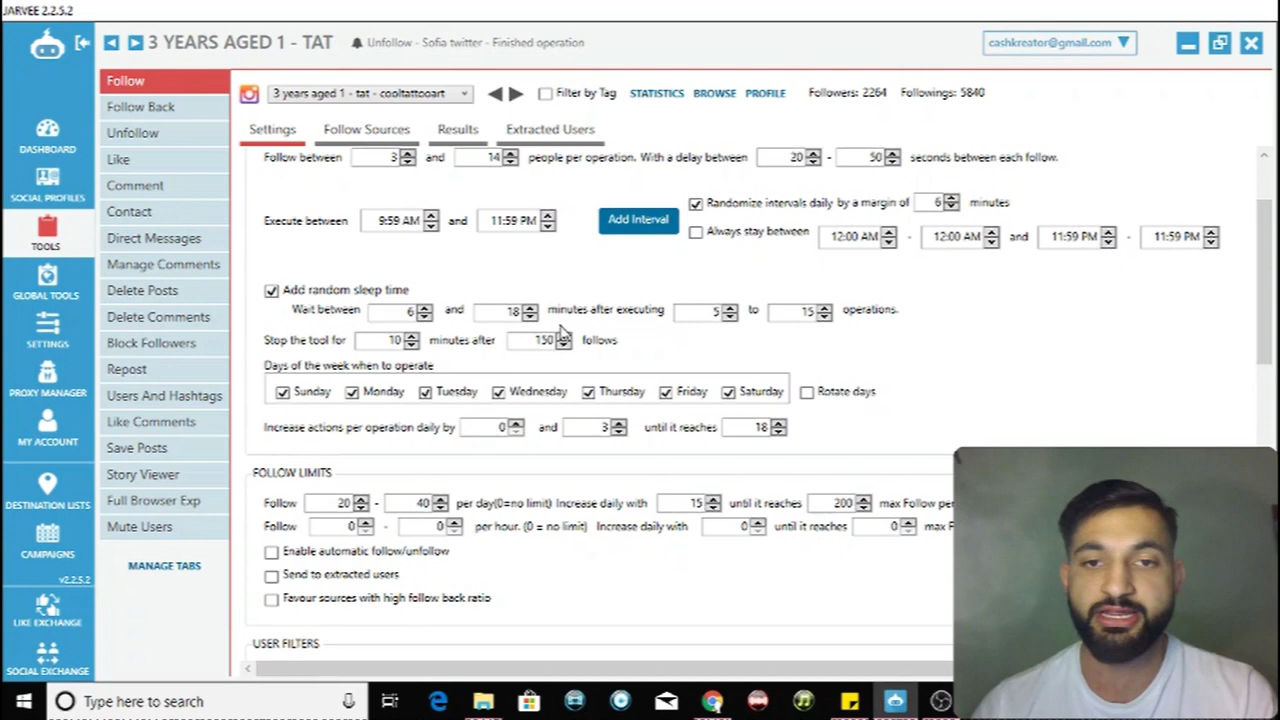 JARVEE 2.2.5.2
3 YEARS AGED 1 - TAT
Unfollow - Sofia twitter - Finished operation
cashkreator@gmail.com
DASHBOARD
SOCIAL PROFILES
TOOLS
GLOBAL TOOLS
SETTINGS
PROXY MANAGER
MY ACCOUNT
DESTINATION LISTS
CAMPAIGNS
v2.2.5.2
LIKE EXCHANGE
SOCIAL EXCHANGE
Follow
Follow Back
Unfollow
Like
Comment
Contact
Direct Messages
Manage Comments
Delete Posts
Delete Comments
Block Followers
Repost
Users And Hashtags
Like Comments
Save Posts
Story Viewer
Full Browser Exp
Mute Users
MANAGE TABS
3 years aged 1 - tat - cooltattooart
Filter by Tag STATISTICS BROWSE PROFILE Followers: 2264 Followings: 5840
Settings Follow Sources Results Extracted Users
Follow between 3 and 14 people per operation. With a delay between 20 - 50 seconds between each follow.
Randomize intervals daily by a margin of 6 minutes
Execute between 9:59 AM and 11:59 PM Add Interval
Always stay between 12:00 AM - 12:00 AM and 11:59 PM - 11:59 PM
Add random sleep time
Wait between 6 and 18 minutes after executing 5 to 15 operations.
Stop the tool for 10 minutes after 150 follows
Days of the week when to operate
Sunday Monday Tuesday Wednesday Thursday Friday Saturday Rotate days
Increase actions per operation daily by 0 and 3 until it reaches 18
FOLLOW LIMITS
Follow 20 - 40 per day(0=no limit) Increase daily with 15 until it reaches 200 max Follow per
Follow 0 - 0 per hour. (0 = no limit) Increase daily with 0 until it reaches 0 max F
Enable automatic follow/unfollow
Send to extracted users
Favour sources with high follow back ratio
USER FILTERS
Type here to search